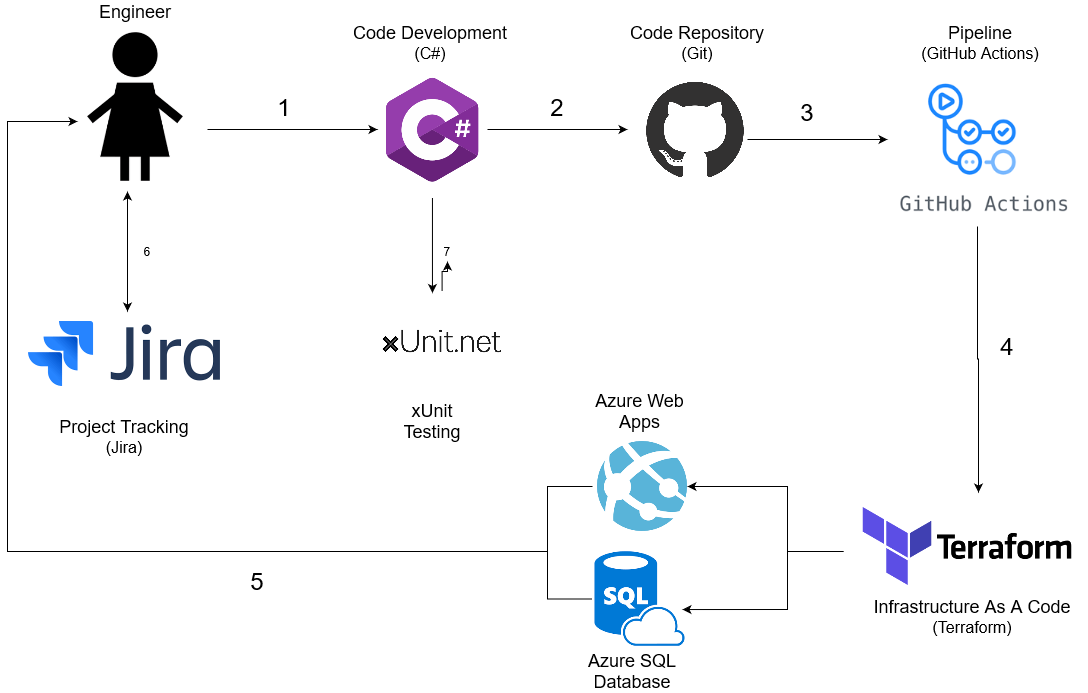 Engineer
Code Development
(C#)
Code Repository
(Git)
Pipeline
(GitHub Actions)
1
C#
2
3
GitHub Actions
6
7
4
Jira
xUnit.net
Project Tracking
(Jira)
xUnit
Testing
Azure Web
Apps
Terraform
5
SQL
Infrastructure As A Code
(Terraform)
Azure SQL
Database